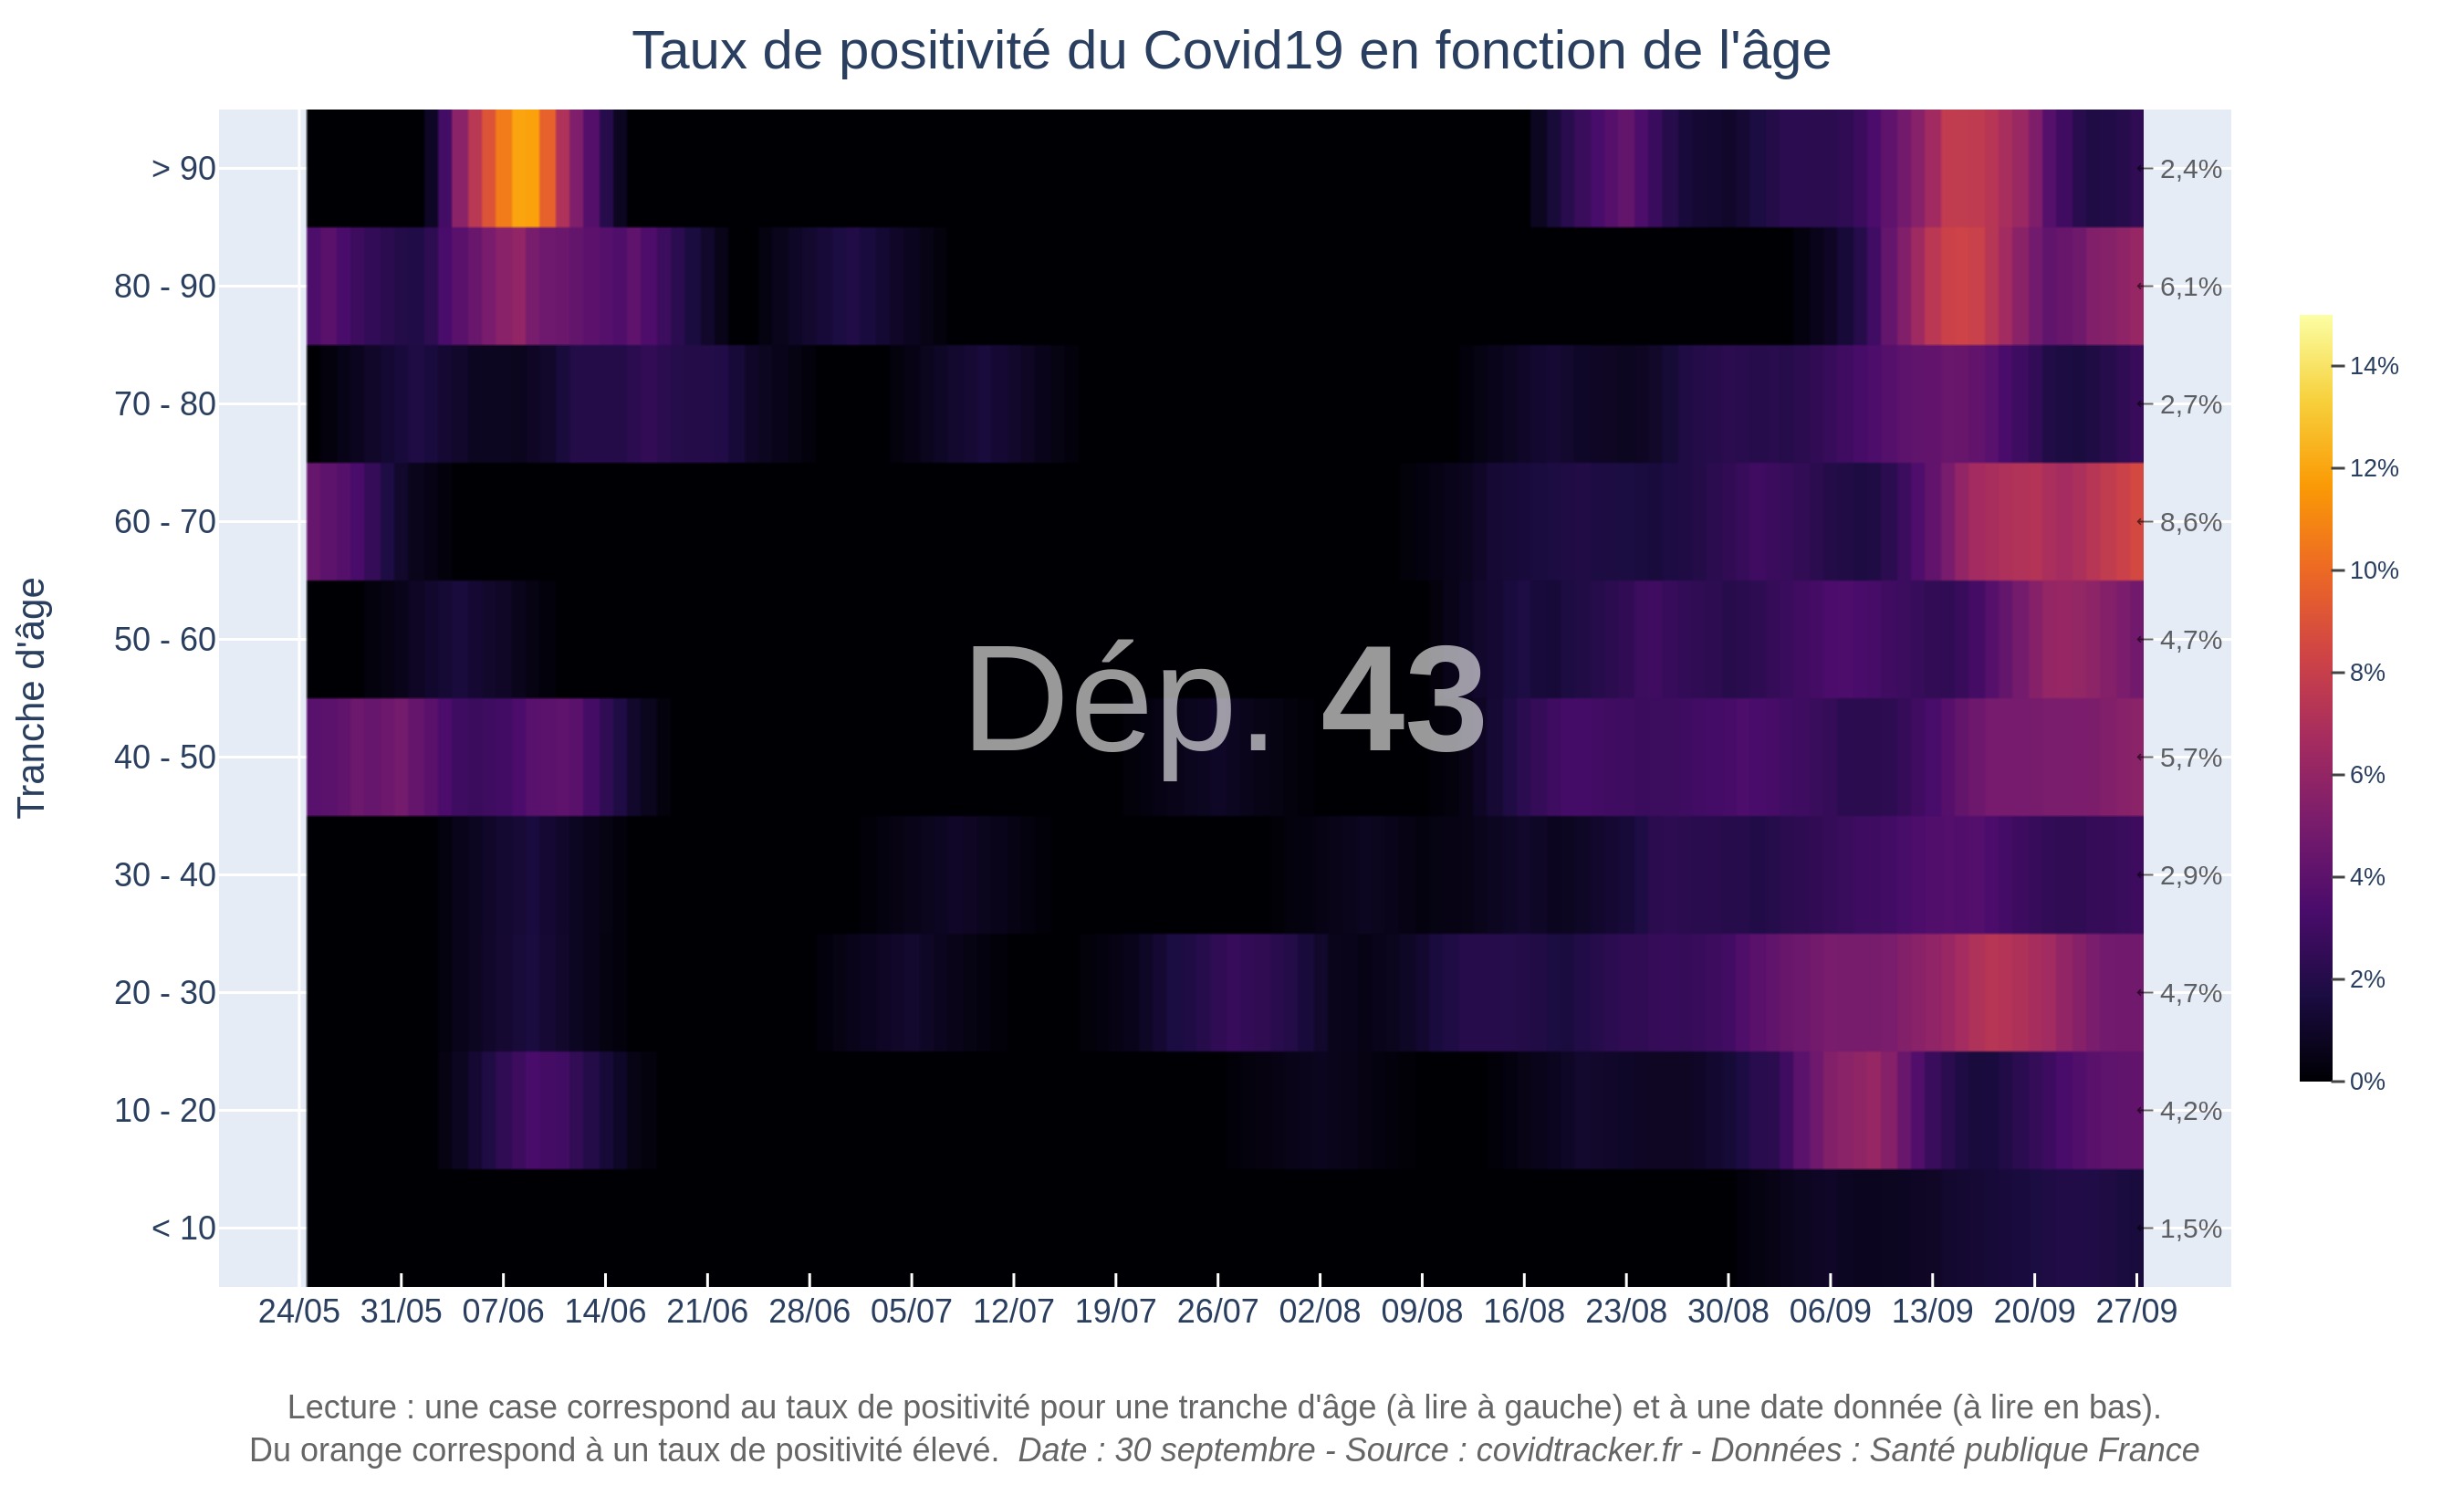 Taux de positivité du Covid19 en fonction de l'âge
Tranche d'âge
> 90
80 - 90
70 - 80
60 - 70
50 - 60
40 - 50
30 - 40
20 - 30
10 - 20
< 10
Dép. 43
2,4%
6,1%
2,7%
8,6%
4,7%
5,7%
2,9%
4,7%
4,2%
1,5%
14%
12%
10%
8%
6%
4%
2%
0%
24/05 31/05 07/06 14/06 21/06 28/06 05/07 12/07 19/07 26/07 02/08 09/08 16/08 23/08 30/08 06/09 13/09 20/09 27/09
Lecture : une case correspond au taux de positivité pour une tranche d'âge (à lire à gauche) et à une date donnée (à lire en bas).
Du orange correspond à un taux de positivité élevé. Date : 30 septembre - Source : covidtracker.fr - Données : Santé publique France